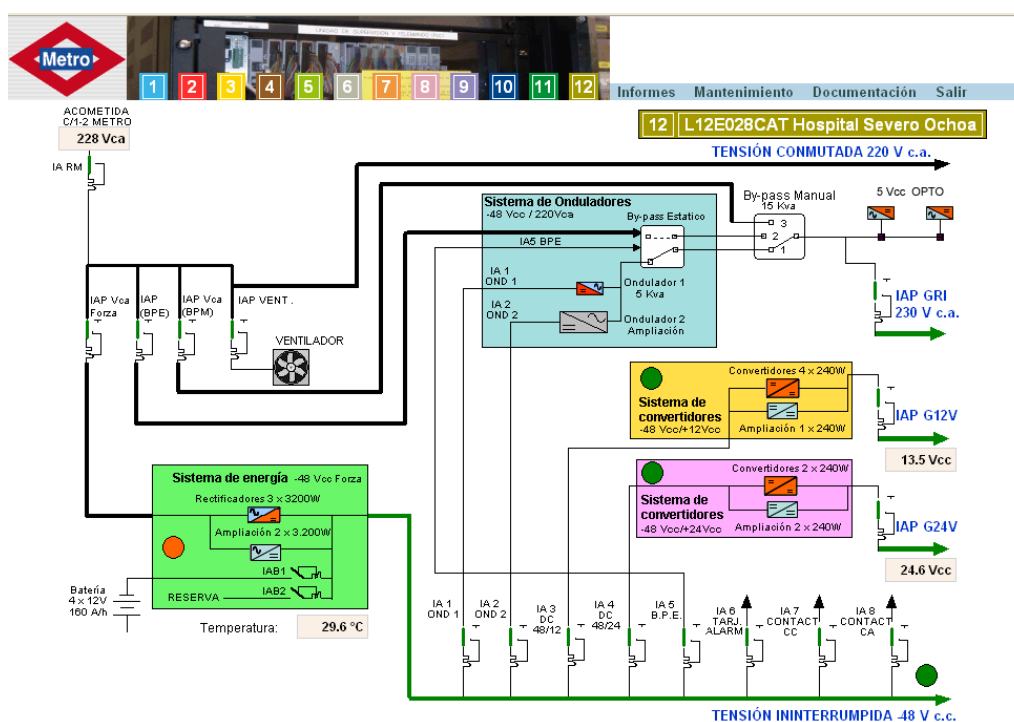 UNIDAD DE SUPERVISIÓN Y TELEMANDO
Metro
1 2 3 4 5 6 7 8 9 10 11 12
Informes Mantenimiento Documentación Salir
ACOMETIDA
C/1-2 METRO
228 Vca
IA RM
12 L12E028CAT Hospital Severo Ochoa
TENSIÓN CONMUTADA 220 V c.a.
Sistema de Onduladores
-48 Vcc / 220Vca
By-pass Estatico
IA5 BPE
IA 1
OND 1
Ondulador 1
5 Kva
IA 2
OND 2
Ondulador 2
Ampliación
By-pass Manual
15 Kva
3
2
1
5 Vcc OPTO
IAP GRI
230 V c.a.
IAP Vca
Forza
IAP
(BPE)
IAP Vca
(BPM)
IAP VENT .
VENTILADOR
Convertidores 4 x 240W
Sistema de
convertidores
-48 Vcc/+12Vcc
Ampliación 1 x 240W
IAP G12V
13.5 Vcc
Convertidores 2 x 240W
Sistema de
convertidores
-48 Vcc/+24Vcc
Ampliación 2 x 240W
IAP G24V
24.6 Vcc
Sistema de energía -48 Vcc Forza
Rectificadores 3 x 3200W
Ampliación 2 x 3.200W
IAB1
RESERVA
IAB2
Batería
4 x 12V
160 A/h
Temperatura: 29.6 °C
IA 1
OND 1
IA 2
OND 2
IA 3
DC
48/12
IA 4
DC
48/24
IA 5
B.P.E.
IA 6
TARJ.
ALARM
IA 7
CONTACT
CC
IA 8
CONTACT
CA
TENSIÓN ININTERRUMPIDA -48 V c.c.